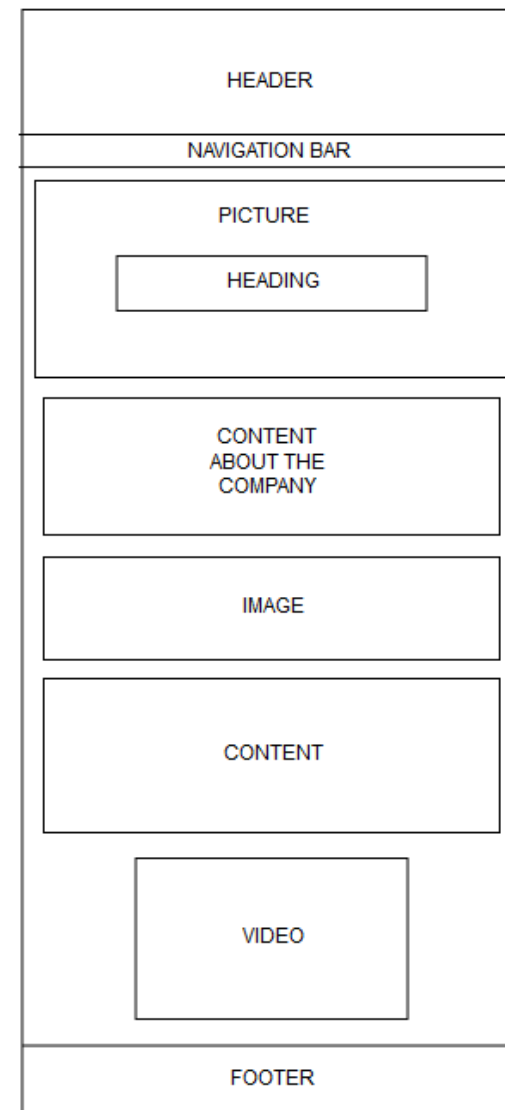 HEADER
NAVIGATION BAR
PICTURE
HEADING
CONTENT
ABOUT THE
COMPANY
IMAGE
CONTENT
VIDEO
FOOTER